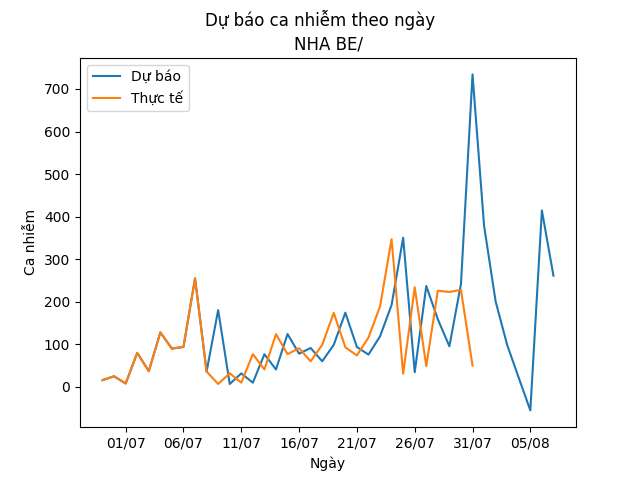 Dự báo ca nhiễm theo ngày
NHA BE/
Dự báo
Thực tế
Ca nhiễm
700
600
500
400
300
200
100
0
01/07 06/07 11/07 16/07 21/07 26/07 31/07 05/08
Ngày